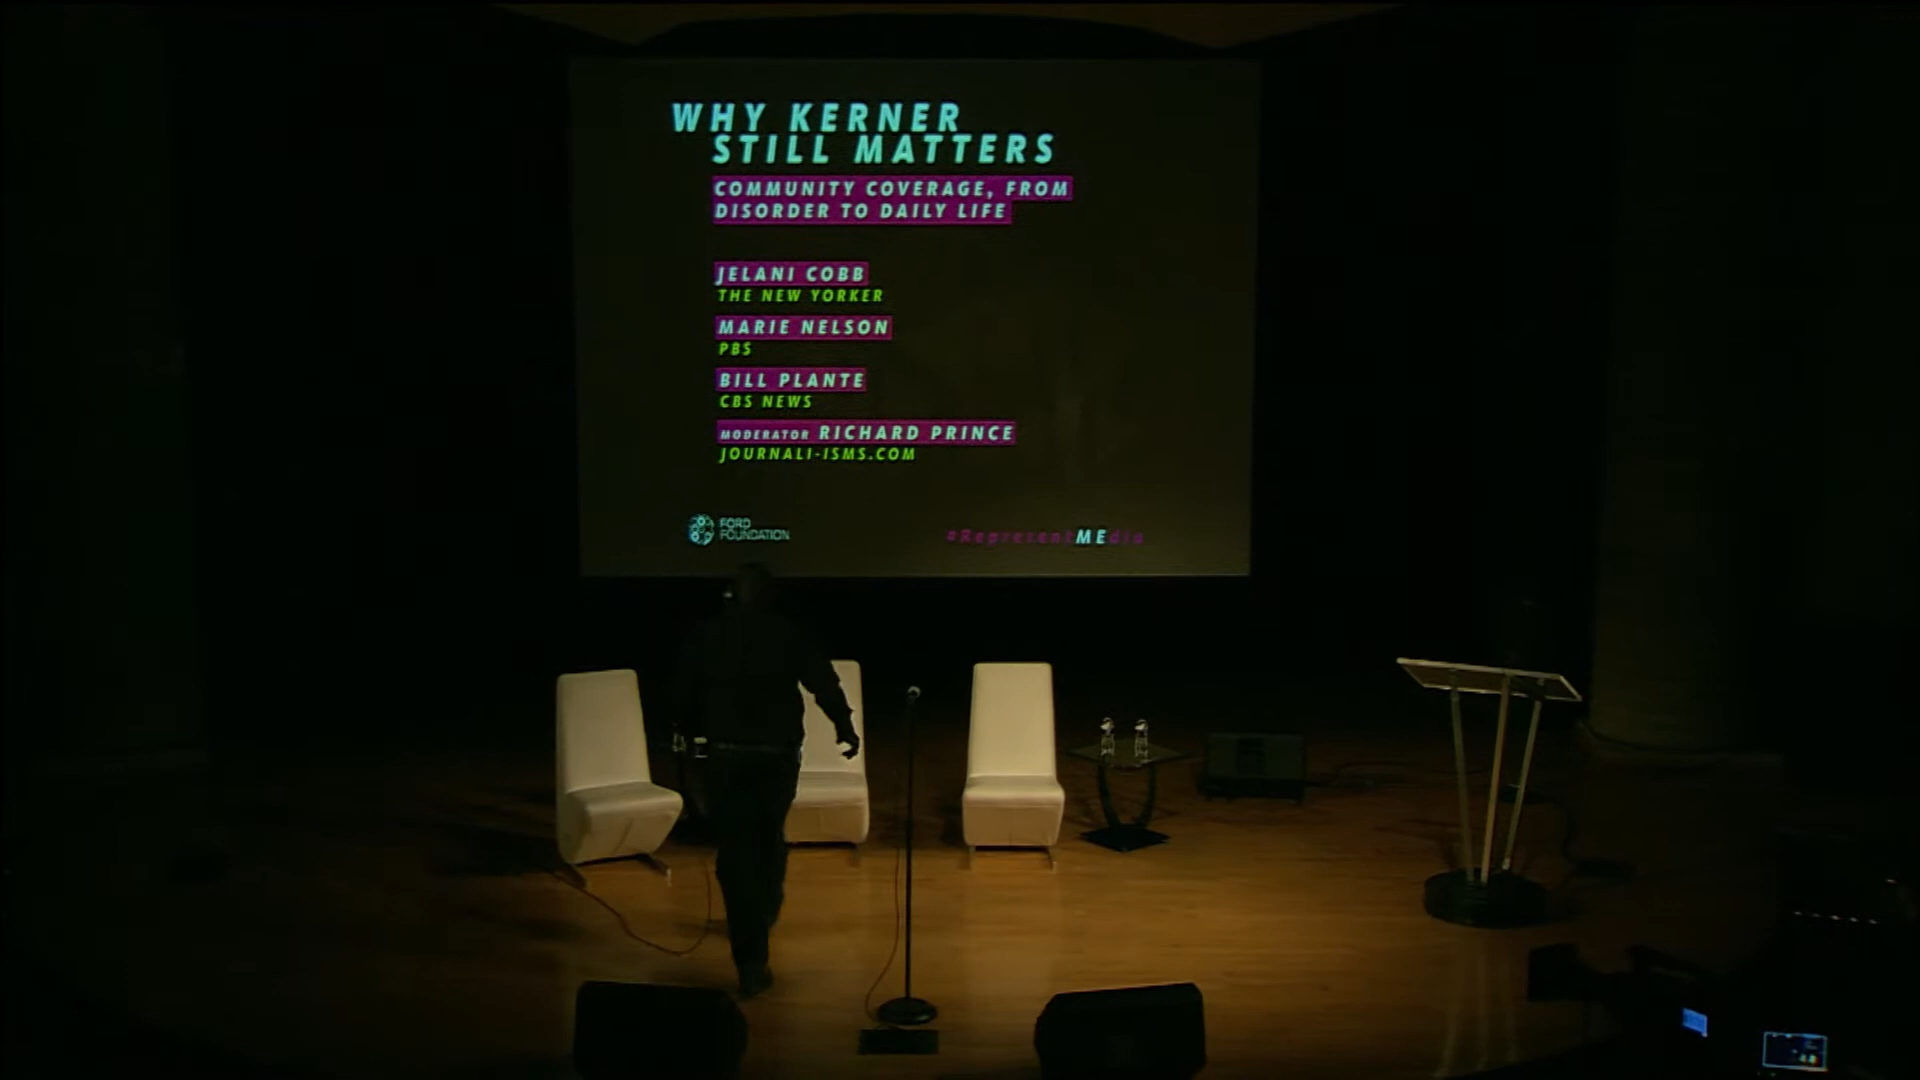 WHY KERNER
STILL MATTERS
COMMUNITY COVERAGE, FROM
DISORDER TO DAILY LIFE
JELANI COBB
THE NEW YORKER
MARIE NELSON
PBS
BILL PLANTE
CBS NEWS
MODERATOR RICHARD PRINCE
JOURNALI-ISMS.COM
FORD
FOUNDATION
#RepresentMEdia